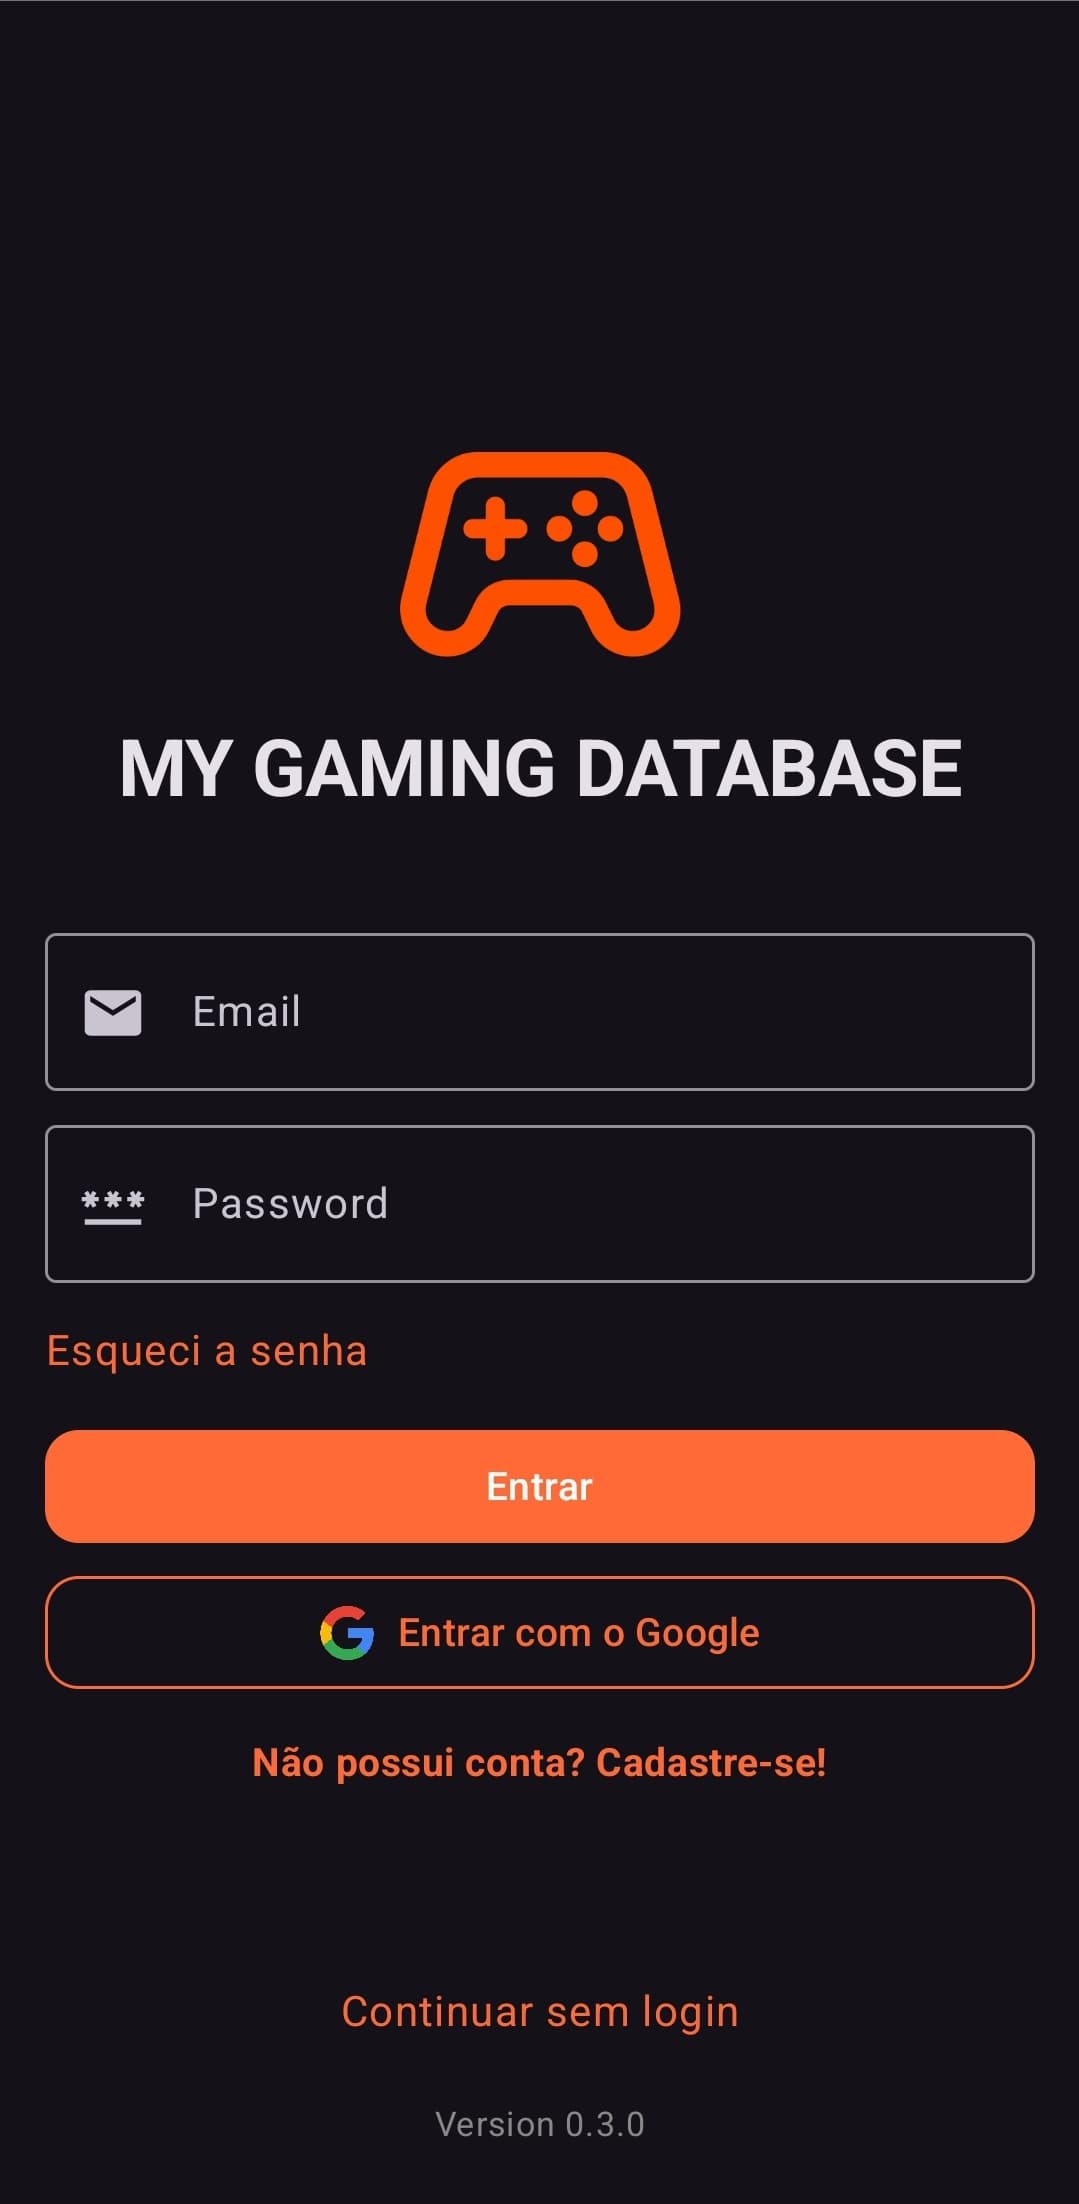 MY GAMING DATABASE
Email
Password
Esqueci a senha
Entrar
Entrar com o Google
Não possui conta? Cadastre-se!
Continuar sem login
Version 0.3.0